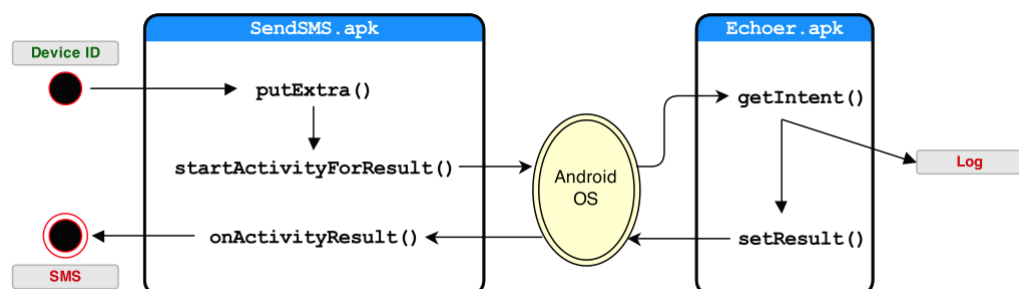 SendSMS.apk
Echoer.apk
Device ID
putExtra()
getIntent()
startActivityForResult()
Android
OS
Log
onActivityResult()
setResult()
SMS